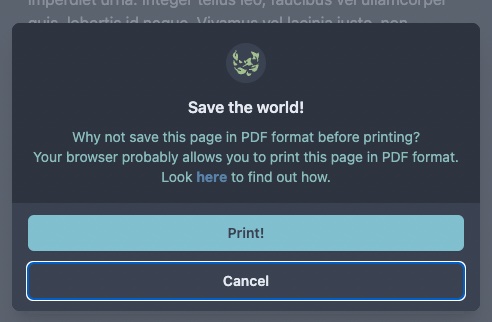 imperdiet urna. Integer tellus leo, faucibus vel ullamcorper
quis, lobortis id neque. Vivamus vel lacinia justo, non
Save the world!
Why not save this page in PDF format before printing?
Your browser probably allows you to print this page in PDF format.
Look here to find out how.
Print!
Cancel